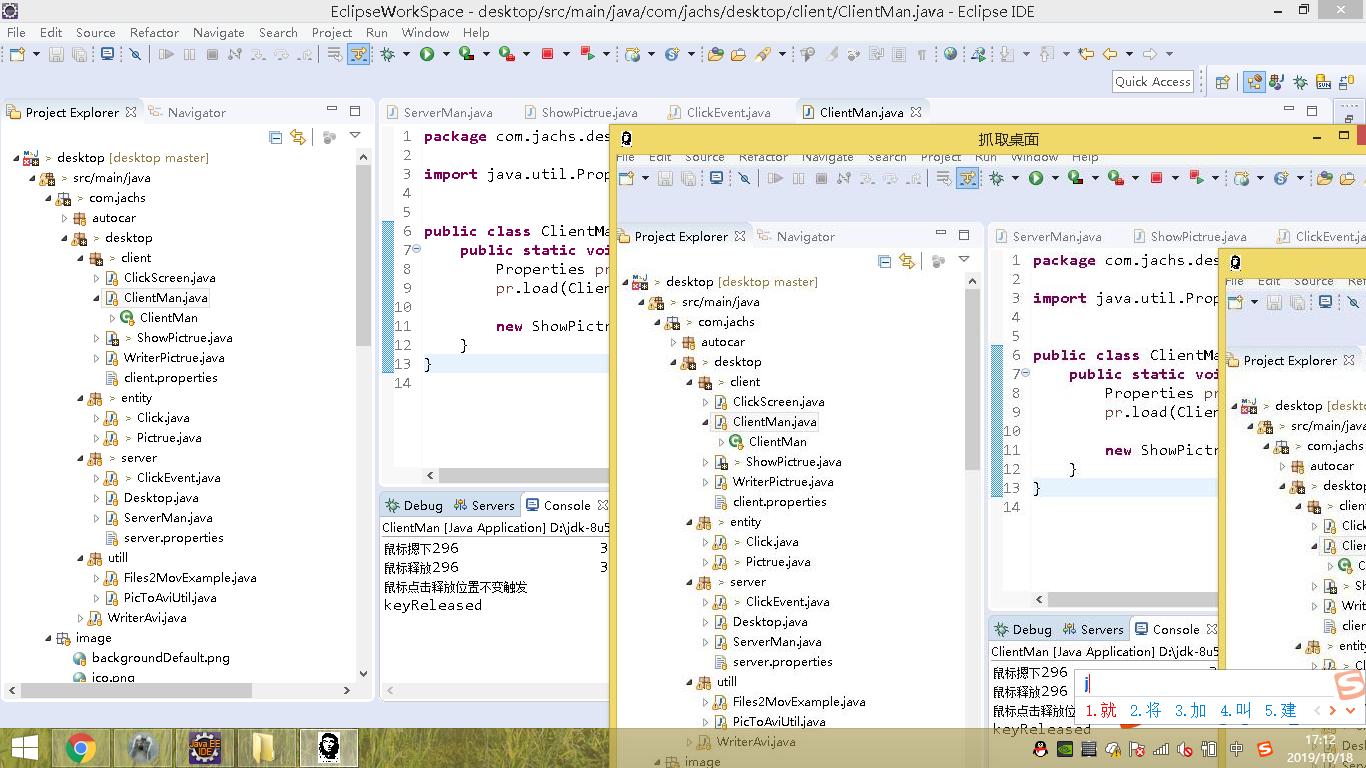 EclipseWorkSpace - desktop/src/main/java/com/jachs/desktop/client/ClientMan.java - Eclipse IDE
File Edit Source Refactor Navigate Search Project Run Window Help
Quick Access
Project Explorer
Navigator
desktop [desktop master]
> src/main/java
> com.jachs
autocar
> desktop
> client
ClickScreen.java
ClientMan.java
ClientMan
> ShowPictrue.java
WriterPictrue.java
client.properties
> entity
> Click.java
> Pictrue.java
> server
> ClickEvent.java
Desktop.java
ServerMan.java
server.properties
utill
Files2MovExample.java
PicToAviUtil.java
WriterAvi.java
image
backgroundDefault.png
ico.png
ServerMan.java
ShowPictrue.java
ClickEvent.java
ClientMan.java
1 package com.jachs.des
2
3 import java.util.Prop
4
5
6 public class ClientMa
7 public static voi
8 Properties pr
9 pr.load(Clien
10
11 new ShowPictr
12 }
13 }
14
Debug Servers Console
ClientMan [Java Application] D:\jdk-8u5
鼠标摁下296 3
鼠标释放296 3
鼠标点击释放位置不变触发
keyReleased
抓取桌面
File Edit Source Refactor Navigate Search Project Run Window Help
Project Explorer
Navigator
> desktop [desktop master]
> src/main/java
> com.jachs
autocar
> desktop
> client
ClickScreen.java
ClientMan.java
ClientMan
> ShowPictrue.java
WriterPictrue.java
client.properties
> entity
> Click.java
> Pictrue.java
> server
> ClickEvent.java
Desktop.java
ServerMan.java
server.properties
utill
Files2MovExample.java
PicToAviUtil.java
WriterAvi.java
image
ServerMan.java
ShowPictrue.java
ClickEvent.ja
1 package com.jachs.des
2
3 import java.util.Prop
4
5
6 public class ClientMa
7 public static voi
8 Properties pr
9 pr.load(Clien
10
11 new ShowPictr
12 }
13 }
14
Debug Servers Console
ClientMan [Java Application] D:\jdk-8u5
鼠标摁下296
鼠标释放296
鼠标点击释放位
keyReleased
File Edit Source Refact
Project Explorer
> desktop [deskto
> src/main/java
> com.jachs
autocar
> desktop
> client
Click
Clien
C
> Sh
Writ
clien
> entity
> Cl
j
1.就 2.将 3.加 4.叫 5.建
Java EE
IDE
中
17:12
2019/10/18